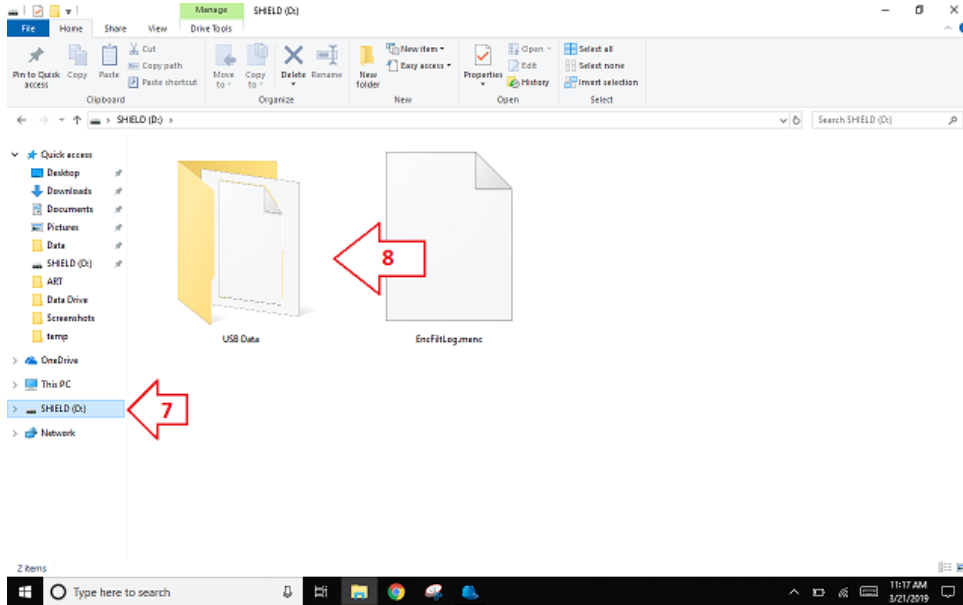 Manage
SHIELD (D:)
File
Home
Share
View
Drive Tools
Pin to Quick access
Copy
Paste
Cut
Copy path
Paste shortcut
Clipboard
Move to
Copy to
Delete
Rename
Organize
New folder
New item
Easy access
New
Properties
Open
Edit
History
Open
Select all
Select none
Invert selection
Select
SHIELD (D:)
Search SHIELD (D:)
Quick access
Desktop
Downloads
Documents
Pictures
Data
SHIELD (D:)
ART
Data Drive
Screenshots
temp
OneDrive
This PC
SHIELD (D:)
Network
7
8
USB Data
EncFiltLog.menc
2 items
Type here to search
11:17 AM
3/21/2019